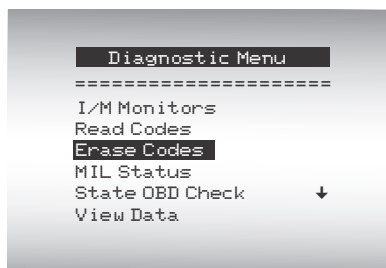 Diagnostic Menu
=====================
I/M Monitors
Read Codes
Erase Codes
MIL Status
State OBD Check ↓
View Data